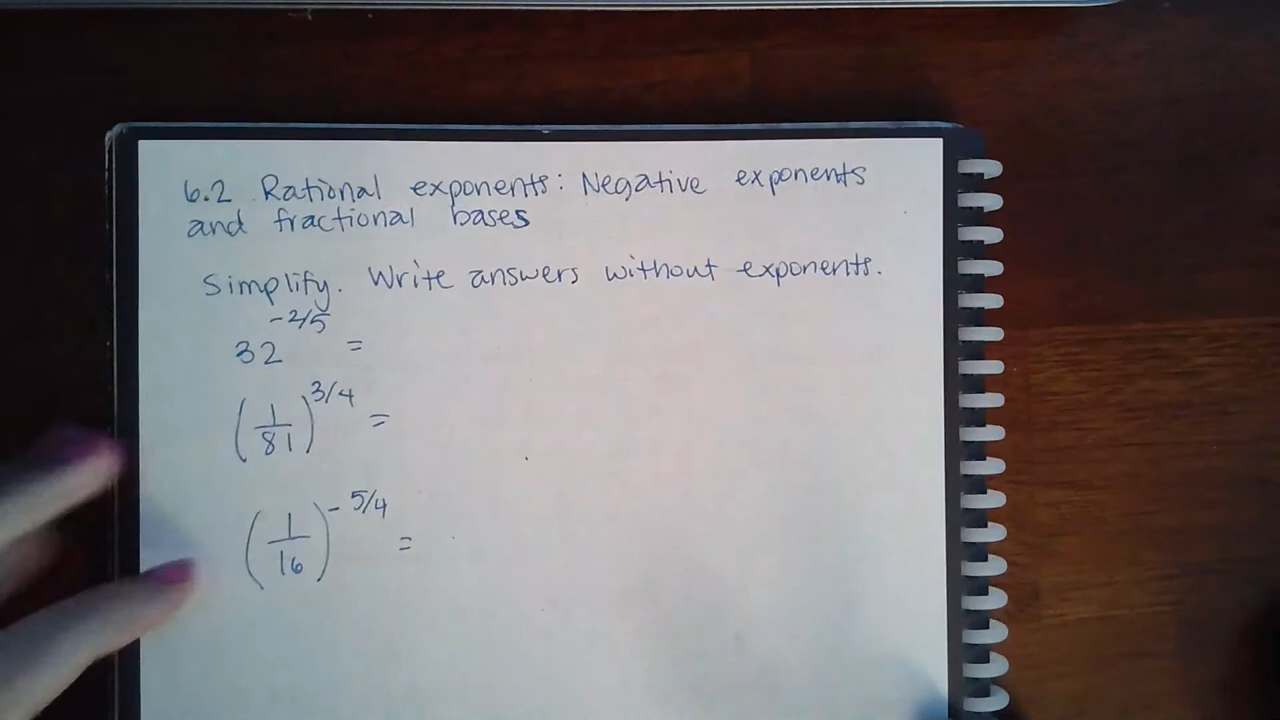 6.2 Rational exponents: Negative exponents
and fractional bases
Simplify. Write answers without exponents.
32^-2/5 =
(1/81)^3/4 =
(1/16)^-5/4 =